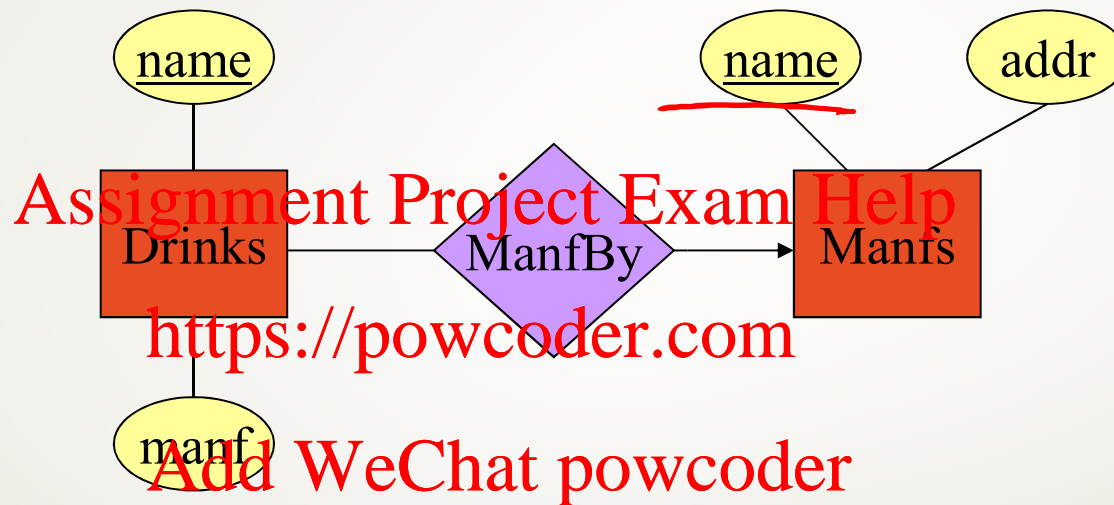 name
name addr
Assignment Project Exam Help
Drinks ManfBy Manfs
https://powcoder.com
manf
Add WeChat powcoder